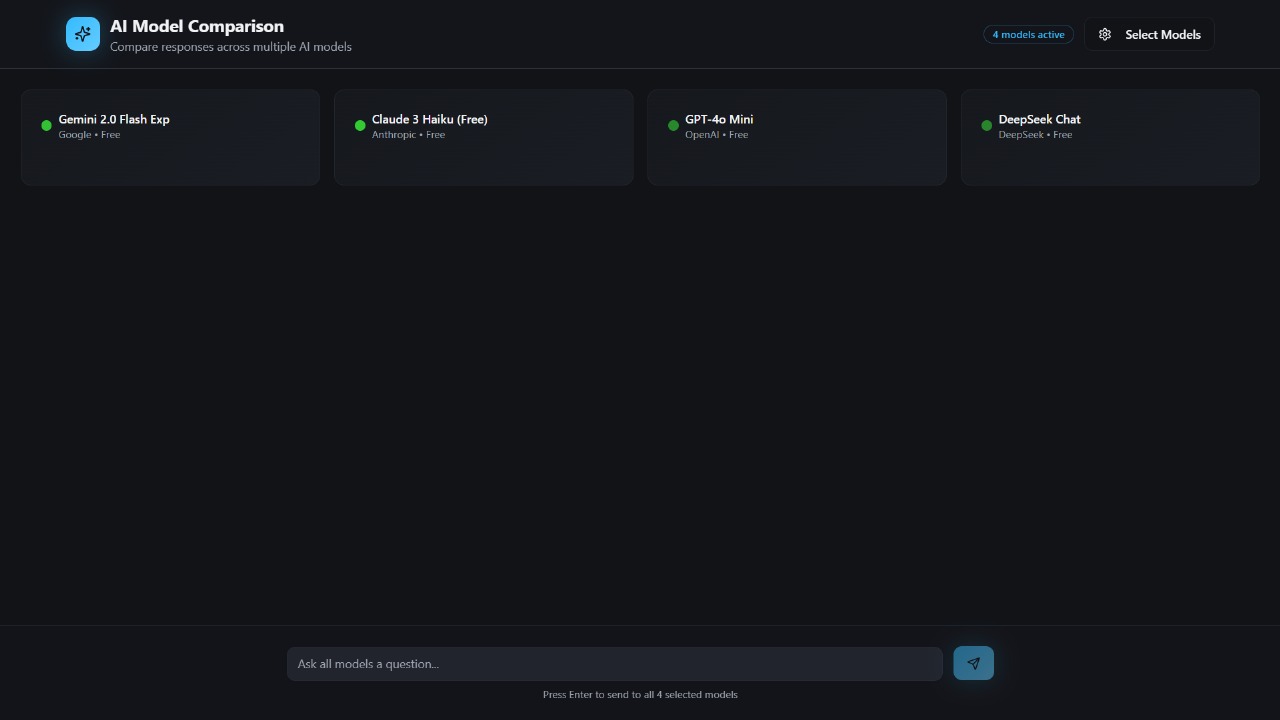 AI Model Comparison
Compare responses across multiple AI models
4 models active
Select Models
Gemini 2.0 Flash Exp
Google • Free
Claude 3 Haiku (Free)
Anthropic • Free
GPT-4o Mini
OpenAI • Free
DeepSeek Chat
DeepSeek • Free
Ask all models a question...
Press Enter to send to all 4 selected models